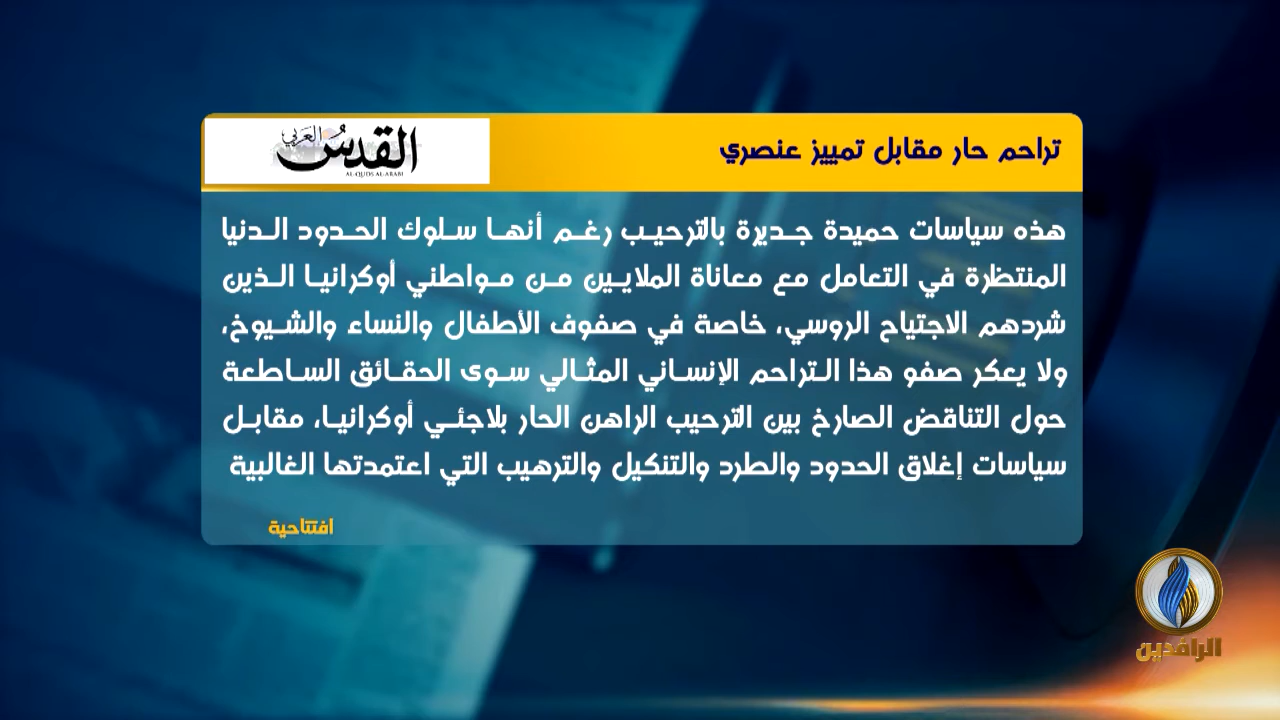 القدس العربي
AL-QUDS AL-ARABI
تراحم حار مقابل تمييز عنصري
هذه سياسات حميدة جديرة بالترحيب رغم أنها سلوك الحدود الدنيا
المنتظرة في التعامل مع معاناة الملايين من مواطني أوكرانيا الذين
شردهم الاجتياح الروسي، خاصة في صفوف الأطفال والنساء والشيوخ،
ولا يعكر صفو هذا التراحم الإنساني المثالي سوى الحقائق الساطعة
حول التناقض الصارخ بين الترحيب الراهن الحار بلاجئي أوكرانيا، مقابل
سياسات إغلاق الحدود والطرد والتنكيل والترهيب التي اعتمدتها الغالبية
افتتاحية
الرافدين